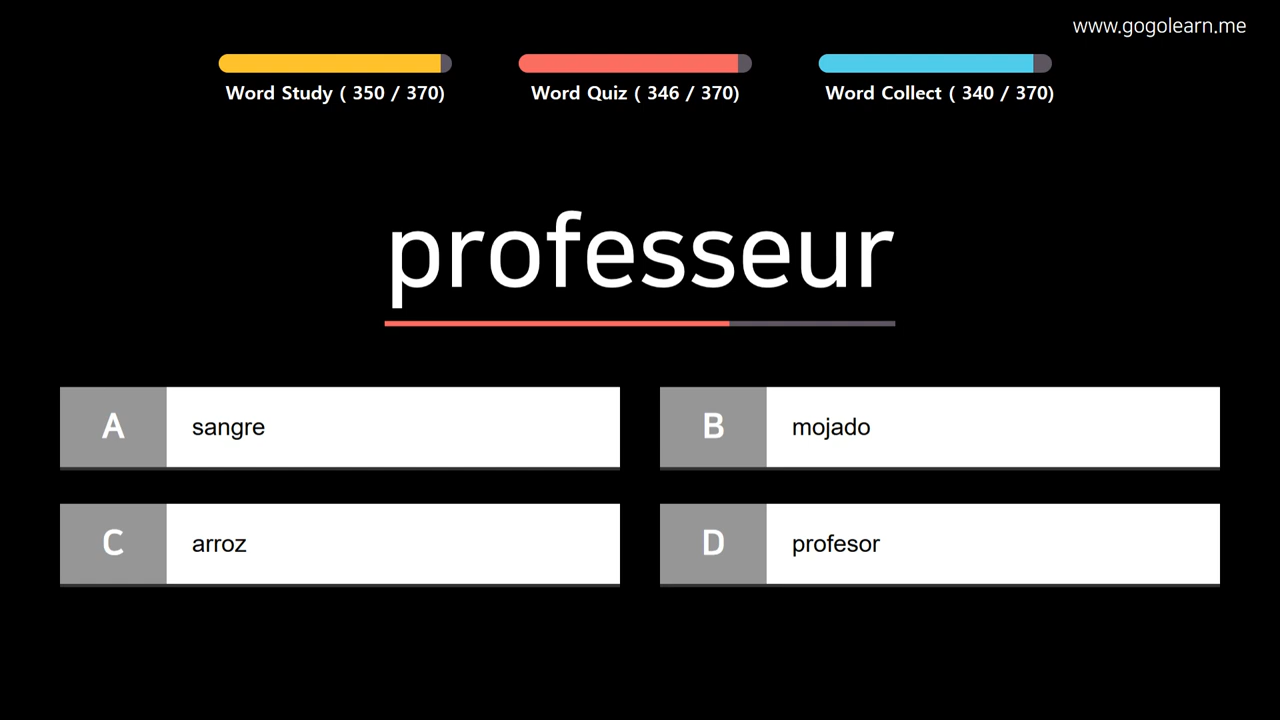 www.gogolearn.me
Word Study ( 350 / 370)
Word Quiz ( 346 / 370)
Word Collect ( 340 / 370)
professeur
A sangre
B mojado
C arroz
D profesor